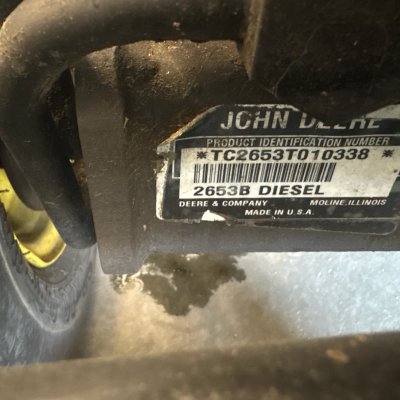 JOHN DEERE
PRODUCT IDENTIFICATION NUMBER
*TC2653T010338 *
2653B DIESEL
DEERE & COMPANY MOLINE, ILLINOIS
MADE IN U.S.A.